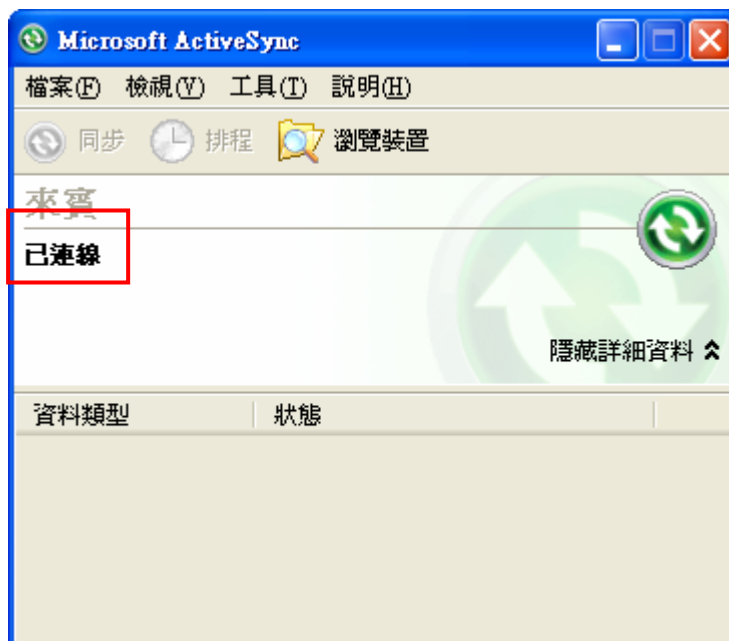 Microsoft ActiveSync
檔案(F) 檢視(V) 工具(T) 說明(H)
同步 排程 瀏覽裝置
來賓
已連線
隱藏詳細資料
資料類型 狀態